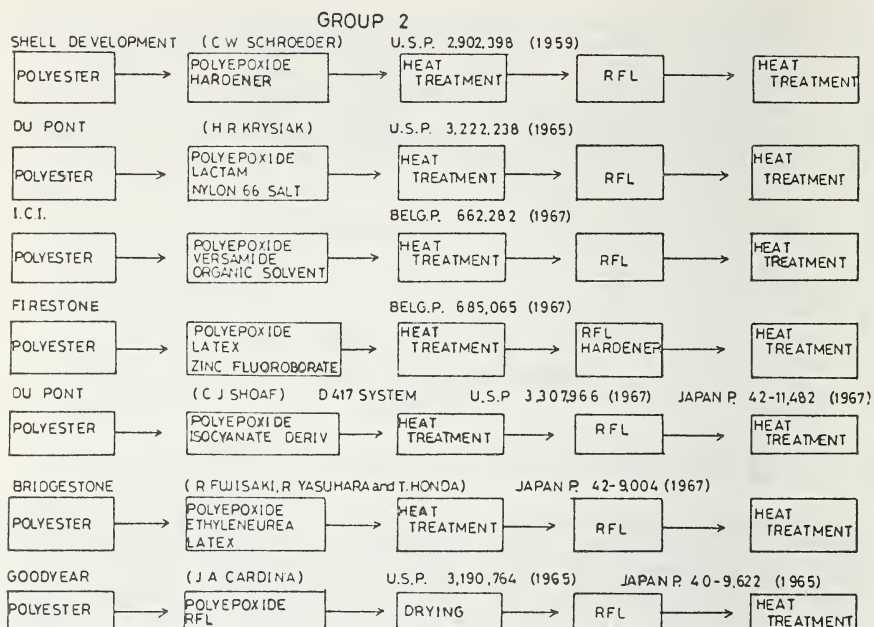 GROUP 2
SHELL DEVELOPMENT (C W SCHROEDER) U.S.P. 2,902,398 (1959)
POLYESTER
POLYEPOXIDE
HARDENER
HEAT
TREATMENT
RFL
HEAT
TREATMENT
DU PONT (H R KRYSIAK) U.S.P. 3,222,238 (1965)
POLYESTER
POLYEPOXIDE
LACTAM
NYLON 66 SALT
HEAT
TREATMENT
RFL
HEAT
TREATMENT
I.C.I. BELG.P. 662,282 (1967)
POLYESTER
POLYEPOXIDE
VERSAMIDE
ORGANIC SOLVENT
HEAT
TREATMENT
RFL
HEAT
TREATMENT
FIRESTONE BELG.P. 685,065 (1967)
POLYESTER
POLYEPOXIDE
LATEX
ZINC FLUOROBORATE
HEAT
TREATMENT
RFL
HARDENER
HEAT
TREATMENT
DU PONT (C J SHOAF) D417 SYSTEM U.S.P 3,307,966 (1967) JAPAN P. 42-11,482 (1967)
POLYESTER
POLYEPOXIDE
ISOCYANATE DERIV
HEAT
TREATMENT
RFL
HEAT
TREATMENT
BRIDGESTONE (R FUJISAKI, R YASUHARA and T. HONDA) JAPAN P. 42-9,004 (1967)
POLYESTER
POLYEPOXIDE
ETHYLENEUREA
LATEX
HEAT
TREATMENT
RFL
HEAT
TREATMENT
GOODYEAR (J A CARDINA) U.S.P. 3,190,764 (1965) JAPAN P. 40-9,622 (1965)
POLYESTER
POLYEPOXIDE
RFL
DRYING
RFL
HEAT
TREATMENT